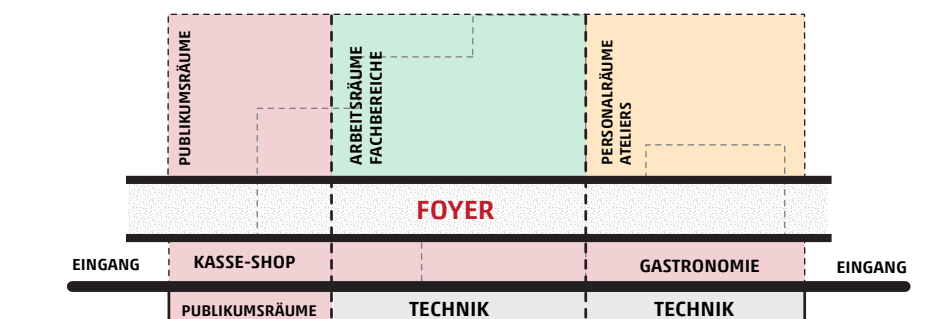 PUBLIKUMSRÄUME
ARBEITSRÄUME
FACHBEREICHE
PERSONALRÄUME
ATELIERS
FOYER
EINGANG
KASSE-SHOP
GASTRONOMIE
EINGANG
PUBLIKUMSRÄUME
TECHNIK
TECHNIK